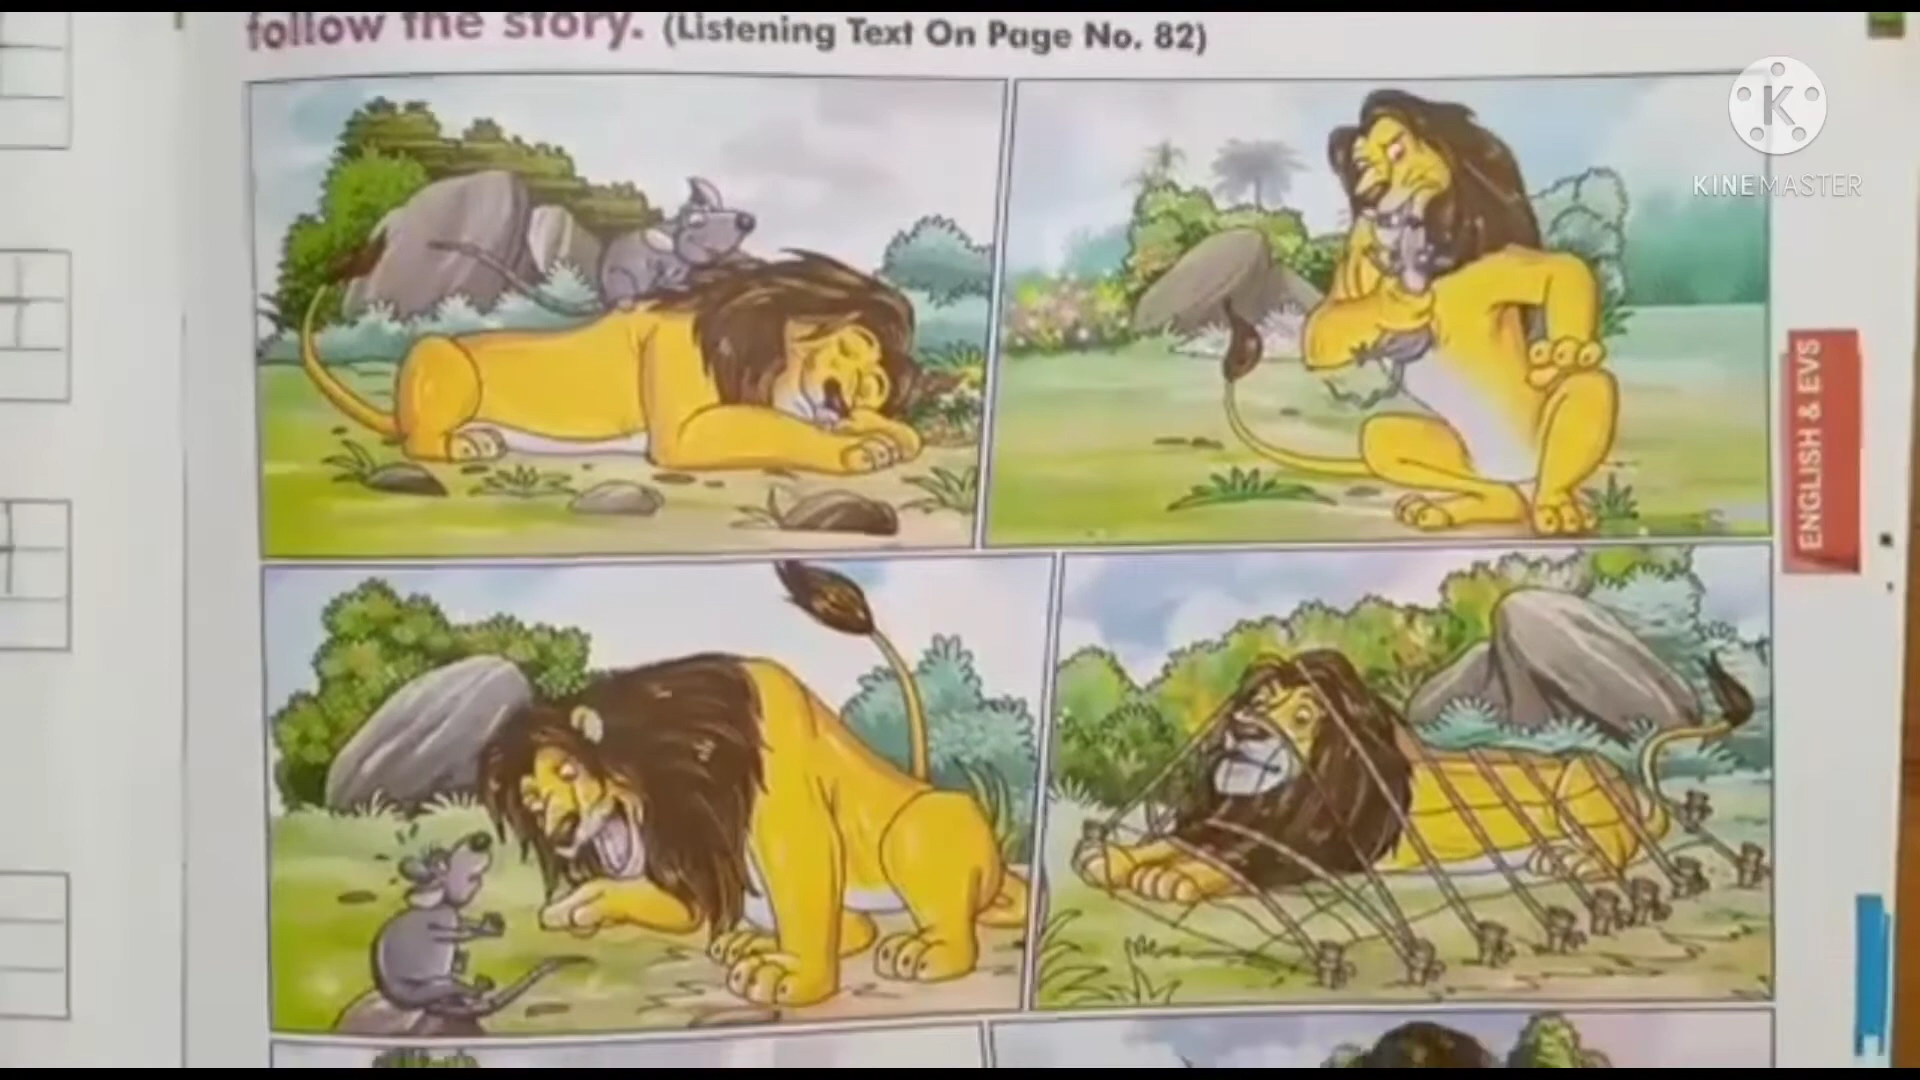 follow the story. (Listening Text On Page No. 82)
K
KINEMASTER
ENGLISH & EVS